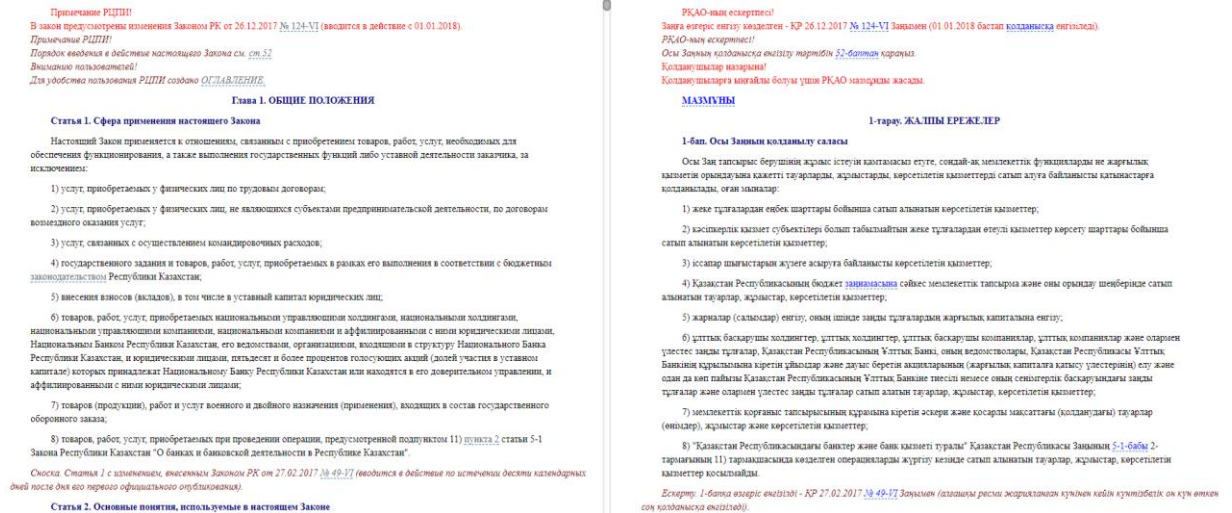 Примечание РЦПИ!
В закон предусмотрены изменения Законом РК от 26.12.2017 № 124-VI (вводится в действие с 01.01.2018).
Примечание РЦПИ!
Порядок введения в действие настоящего Закона см. ст.52
Вниманию пользователей!
Для удобства пользования РЦПИ создано ОГЛАВЛЕНИЕ.
Глава 1. ОБЩИЕ ПОЛОЖЕНИЯ
Статья 1. Сфера применения настоящего Закона
Настоящий Закон применяется к отношениям, связанным с приобретением товаров, работ, услуг, необходимых для
обеспечения функционирования, а также выполнения государственных функций либо уставной деятельности заказчика, за
исключением:
1) услуг, приобретаемых у физических лиц по трудовым договорам;
2) услуг, приобретаемых у физических лиц, не являющихся субъектами предпринимательской деятельности, по договорам
возмездного оказания услуг;
3) услуг, связанных с осуществлением командировочных расходов;
4) государственного задания и товаров, работ, услуг, приобретаемых в рамках его выполнения в соответствии с бюджетным
законодательством Республики Казахстан;
5) внесения взносов (вкладов), в том числе в уставный капитал юридических лиц;
6) товаров, работ, услуг, приобретаемых национальными управляющими холдингами, национальными холдингами,
национальными управляющими компаниями, национальными компаниями и аффилированными с ними юридическими лицами,
Национальным Банком Республики Казахстан, его ведомствами, организациями, входящими в структуру Национального Банка
Республики Казахстан, и юридическими лицами, пятьдесят и более процентов голосующих акций (долей участия в уставном
капитале) которых принадлежат Национальному Банку Республики Казахстан или находятся в его доверительном управлении, и
аффилированными с ними юридическими лицами;
7) товаров (продукции), работ и услуг военного и двойного назначения (применения), входящих в состав государственного
оборонного заказа;
8) товаров, работ, услуг, приобретаемых при проведении операции, предусмотренной подпунктом 11) пункта 2 статьи 5-1
Закона Республики Казахстан "О банках и банковской деятельности в Республике Казахстан".
Сноска. Статья 1 с изменением, внесенным Законом РК от 27.02.2017 № 49-VI (вводится в действие по истечении десяти календарных
дней после дня его первого официального опубликования).
Статья 2. Основные понятия, используемые в настоящем Законе
РҚАО-ның ескертпесі!
Заңға өзгеріс енгізу көзделген - ҚР 26.12.2017 № 124-VI Заңымен (01.01.2018 бастап қолданысқа енгізіледі).
РҚАО-ның ескертпесі!
Осы Заңның қолданысқа енгізілу тәртібін 52-баптан қараңыз.
Қолданушылар назарына!
Қолданушыларға ыңғайлы болуы үшін РҚАО мазмұнды жасады.
МАЗМҰНЫ
1-тарау. ЖАЛПЫ ЕРЕЖЕЛЕР
1-бап. Осы Заңның қолданылу саласы
Осы Заң тапсырыс берушінің жұмыс істеуін қамтамасыз етуге, сондай-ақ мемлекеттік функцияларды не жарғылық
қызметін орындауына қажетті тауарларды, жұмыстарды, көрсетілетін қызметтерді сатып алуға байланысты қатынастарға
қолданылады, оған мыналар:
1) жеке тұлғалардан еңбек шарттары бойынша сатып алынатын көрсетілетін қызметтер;
2) кәсіпкерлік қызмет субъектілері болып табылмайтын жеке тұлғалардан өтеулі қызметтер көрсету шарттары бойынша
сатып алынатын көрсетілетін қызметтер;
3) іссапар шығыстарын жүзеге асыруға байланысты көрсетілетін қызметтер;
4) Қазақстан Республикасының бюджет заңнамасына сәйкес мемлекеттік тапсырма және оны орындау шеңберінде сатып
алынатын тауарлар, жұмыстар, көрсетілетін қызметтер;
5) жарналар (салымдар) енгізу, оның ішінде заңды тұлғалардың жарғылық капиталына енгізу;
6) ұлттық басқарушы холдингтер, ұлттық холдингтер, ұлттық басқарушы компаниялар, ұлттық компаниялар және олармен
үлестес заңды тұлғалар, Қазақстан Республикасының Ұлттық Банкі, оның ведомстволары, Қазақстан Республикасы Ұлттық
Банкінің құрылымына кіретін ұйымдар және дауыс беретін акцияларының (жарғылық капиталға қатысу үлестерінің) елу және
одан да көп пайызы Қазақстан Республикасының Ұлттық Банкіне тиесілі немесе оның сенімгерлік басқаруындағы заңды
тұлғалар және олармен үлестес заңды тұлғалар сатып алатын тауарлар, жұмыстар, көрсетілетін қызметтер;
7) мемлекеттік қорғаныс тапсырысының құрамына кіретін әскери және қосарлы мақсаттағы (қолданудағы) тауарлар
(өнімдер), жұмыстар және көрсетілетін қызметтер;
8) "Қазақстан Республикасындағы банктер және банк қызметі туралы" Қазақстан Республикасы Заңының 5-1-бабы 2-
тармағының 11) тармақшасында көзделген операцияларды жүргізу кезінде сатып алынатын тауарлар, жұмыстар, көрсетілетін
қызметтер қосылмайды.
Ескерту. 1-бапқа өзгеріс енгізілді - ҚР 27.02.2017 № 49-VI Заңымен (алғашқы ресми жарияланған күнінен кейін күнтізбелік он күн өткен
соң қолданысқа енгізіледі).